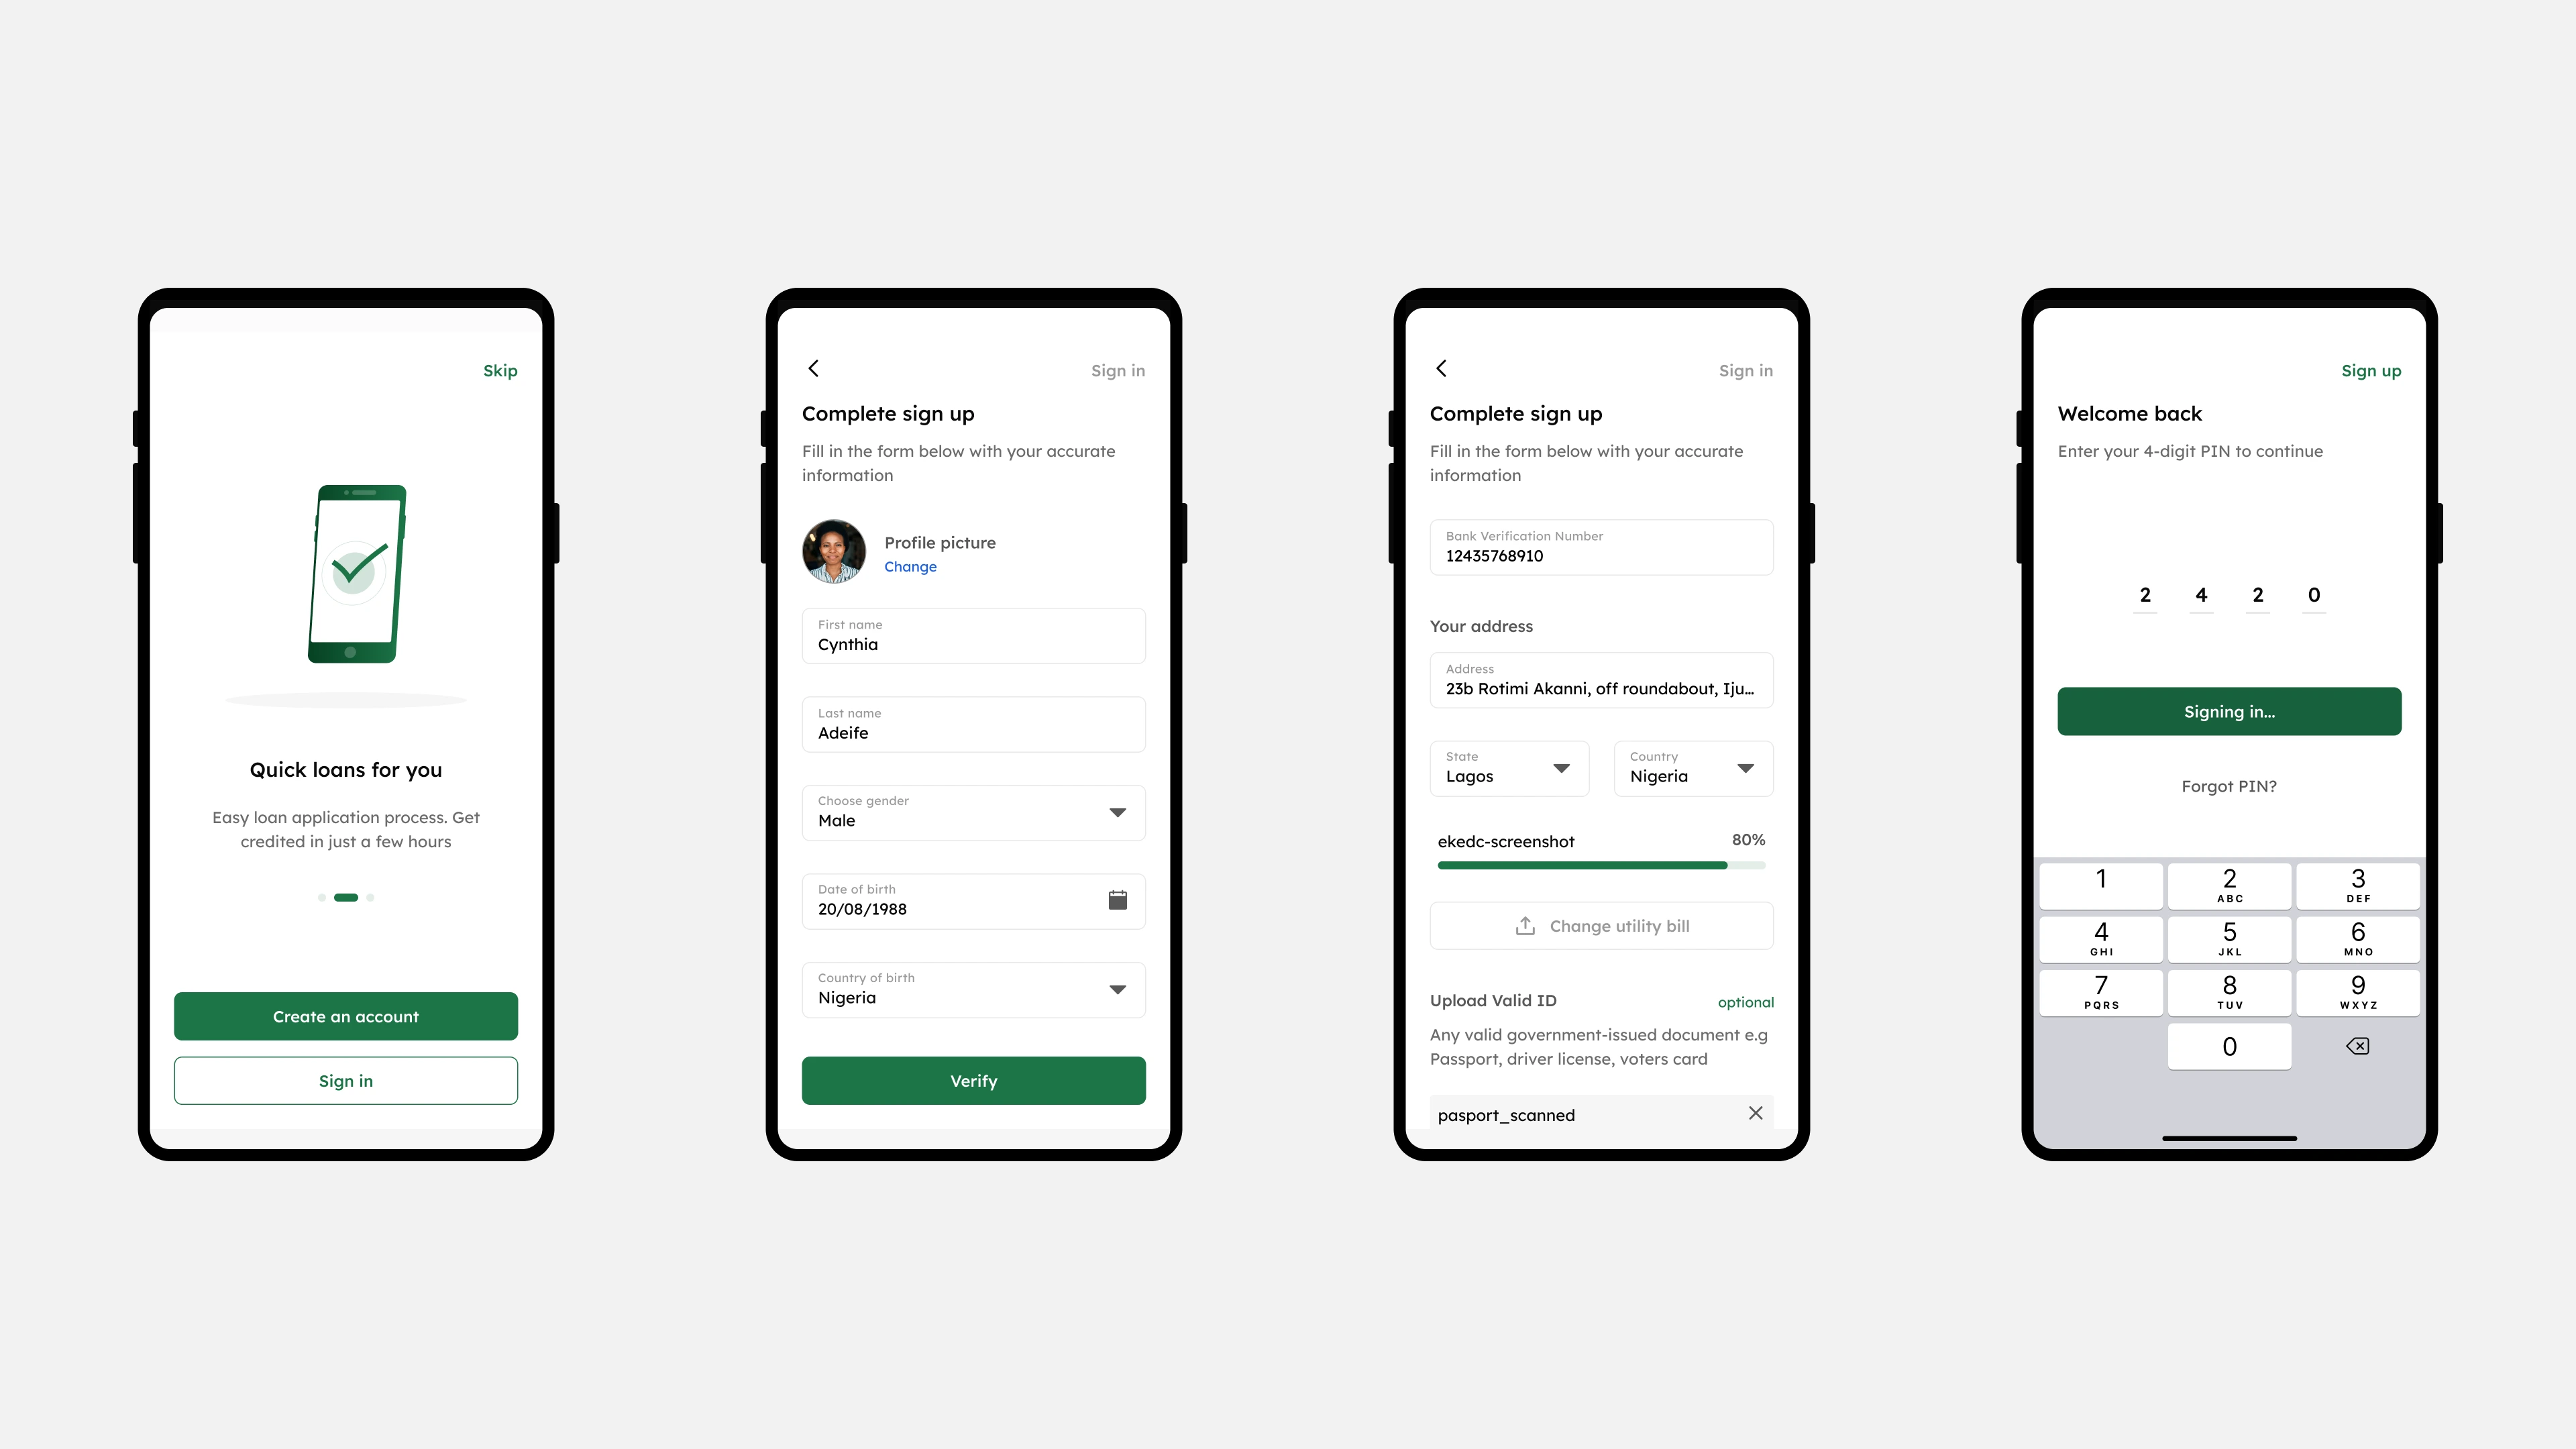 Skip
Quick loans for you
Easy loan application process. Get
credited in just a few hours
Create an account
Sign in
Sign in
Complete sign up
Fill in the form below with your accurate
information
Profile picture
Change
First name
Cynthia
Last name
Adeife
Choose gender
Male
Date of birth
20/08/1988
Country of birth
Nigeria
Verify
Sign in
Complete sign up
Fill in the form below with your accurate
information
Bank Verification Number
12435768910
Your address
Address
23b Rotimi Akanni, off roundabout, Iju...
State
Lagos
Country
Nigeria
ekedc-screenshot 80%
Change utility bill
Upload Valid ID optional
Any valid government-issued document e.g
Passport, driver license, voters card
pasport_scanned
Sign up
Welcome back
Enter your 4-digit PIN to continue
2 4 2 0
Signing in...
Forgot PIN?
1 2 3
ABC DEF
4 5 6
GHI JKL MNO
7 8 9
PQRS TUV WXYZ
0